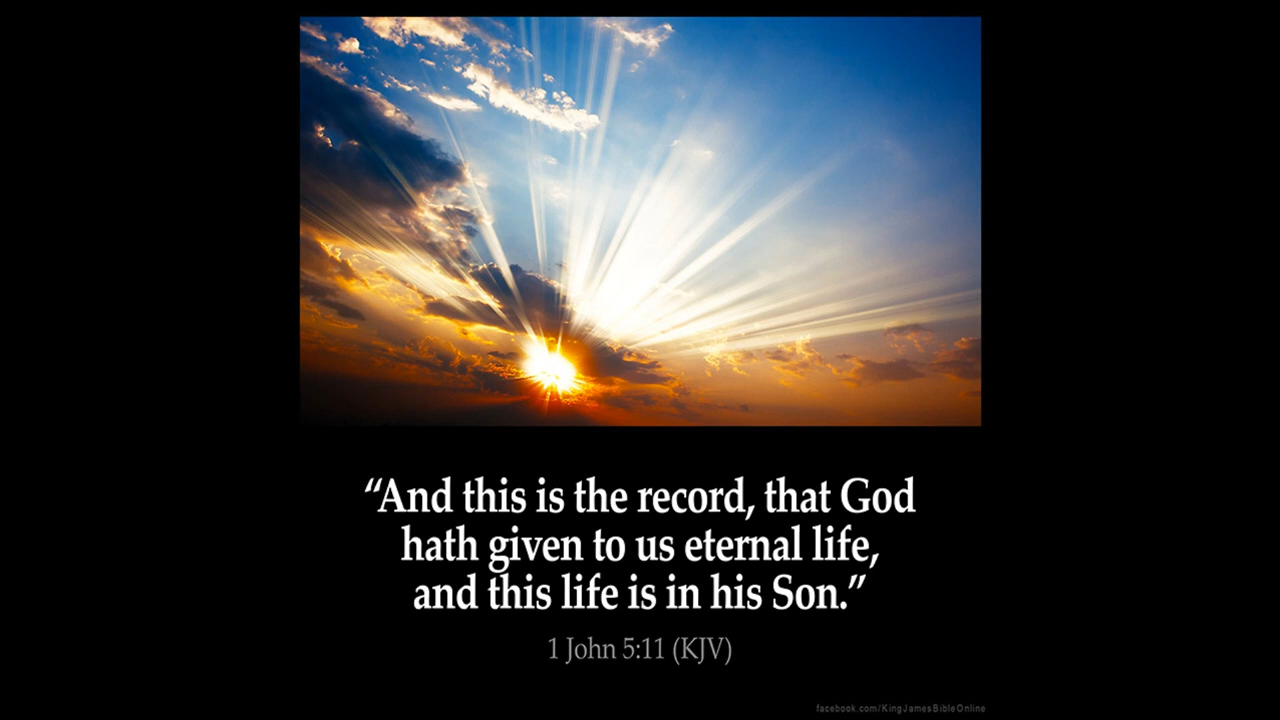 “And this is the record, that God
hath given to us eternal life,
and this life is in his Son.”
1 John 5:11 (KJV)
facebook.com/KingJamesBibleOnline